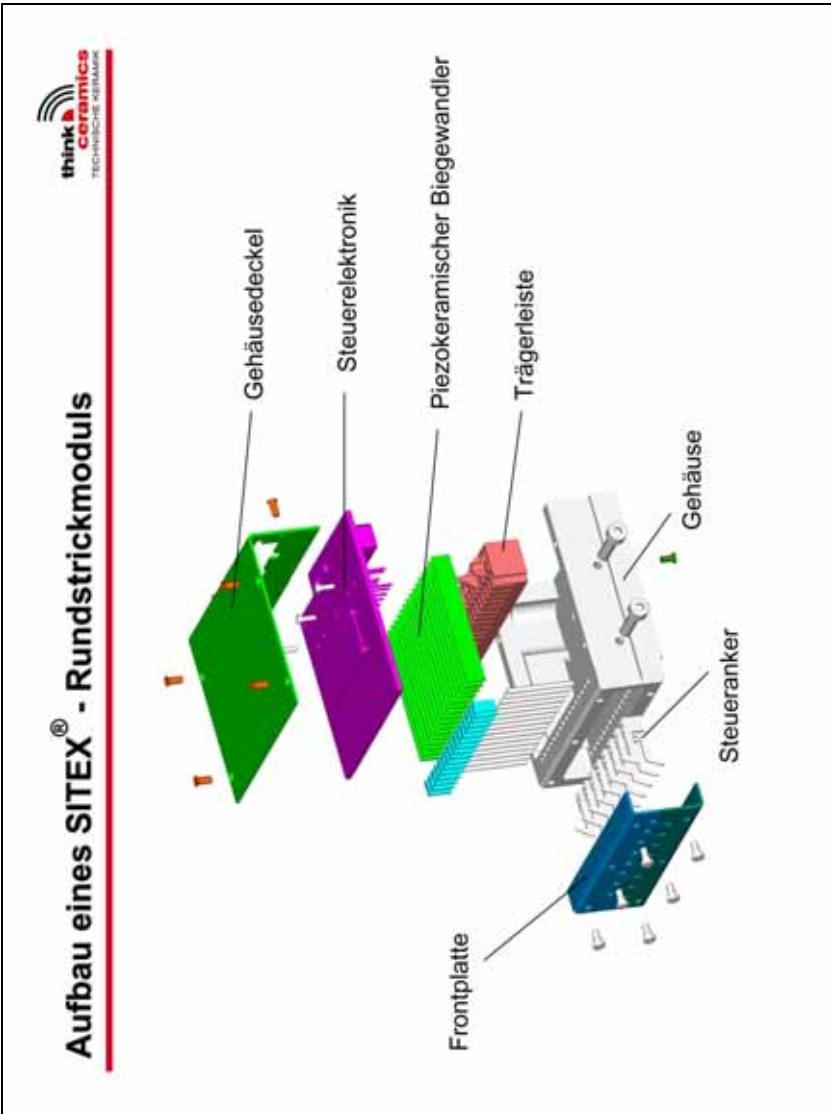 Aufbau eines SITEX® - Rundstrickmoduls
think
ceramics
TECHNISCHE KERAMIK
Gehäusedeckel
Steuerelektronik
Piezokeramischer Biegewandler
Trägerleiste
Gehäuse
Steueranker
Frontplatte